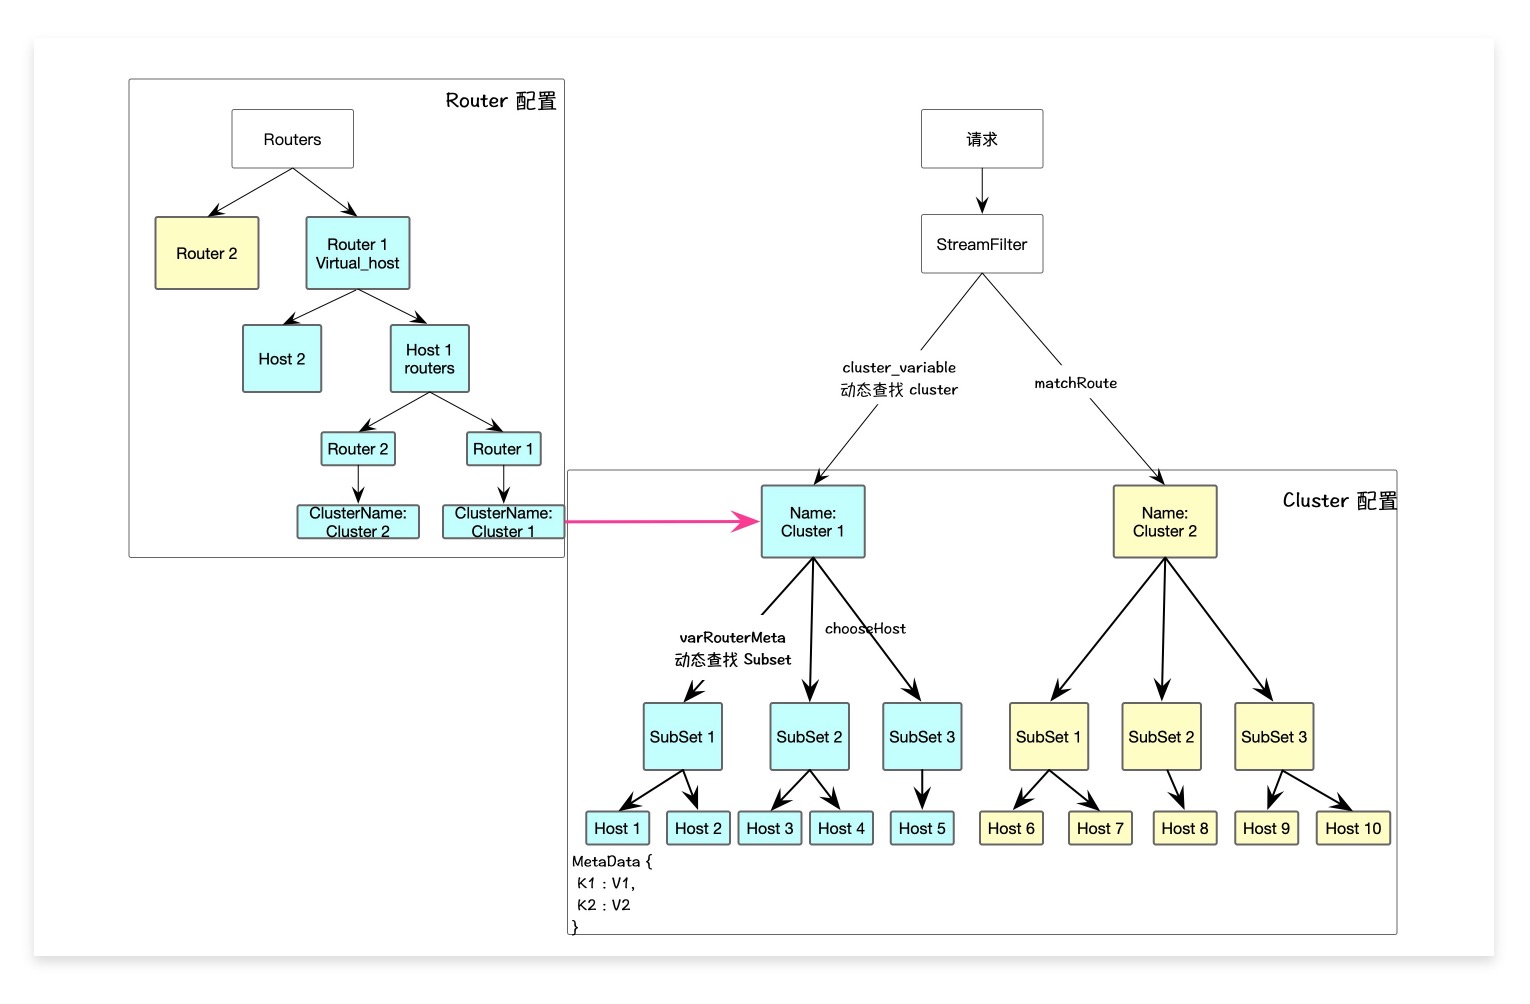 Router 配置
Routers
Router 2
Router 1
Virtual_host
Host 2
Host 1
routers
Router 2
Router 1
ClusterName:
Cluster 2
ClusterName:
Cluster 1
请求
StreamFilter
cluster_variable
动态查找 cluster
matchRoute
Cluster 配置
Name:
Cluster 1
Name:
Cluster 2
varRouterMeta
动态查找 Subset
chooseHost
SubSet 1
SubSet 2
SubSet 3
SubSet 1
SubSet 2
SubSet 3
Host 1
Host 2
Host 3
Host 4
Host 5
Host 6
Host 7
Host 8
Host 9
Host 10
MetaData {
K1 : V1,
K2 : V2
}